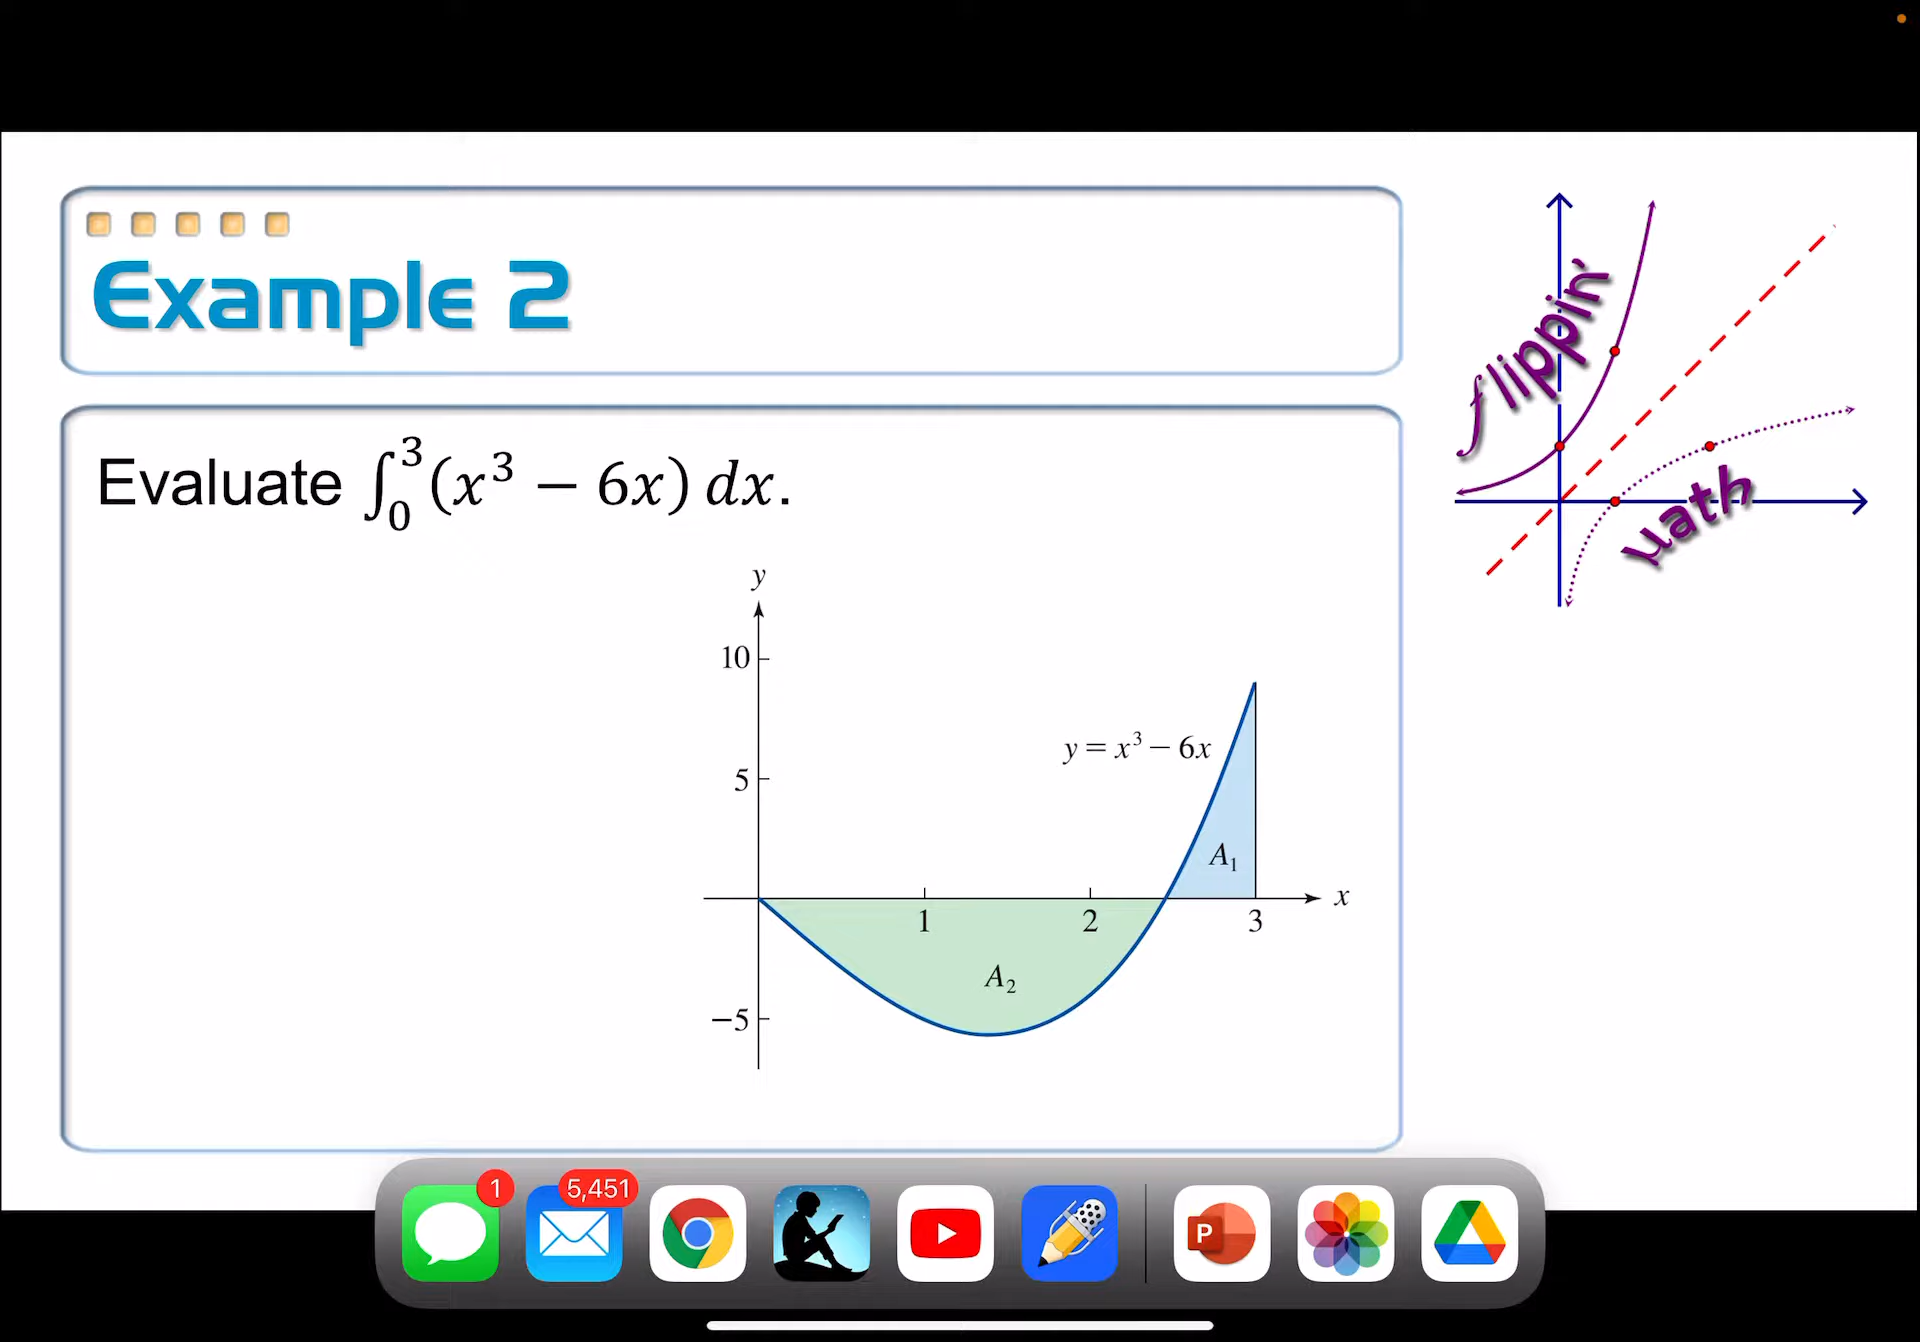 Example 2
flippin'
μath
Evaluate ∫₀³(x³ − 6x) dx.
y
10
5
y = x³ − 6x
A₁
x
1
2
3
A₂
−5
1
5,451
P